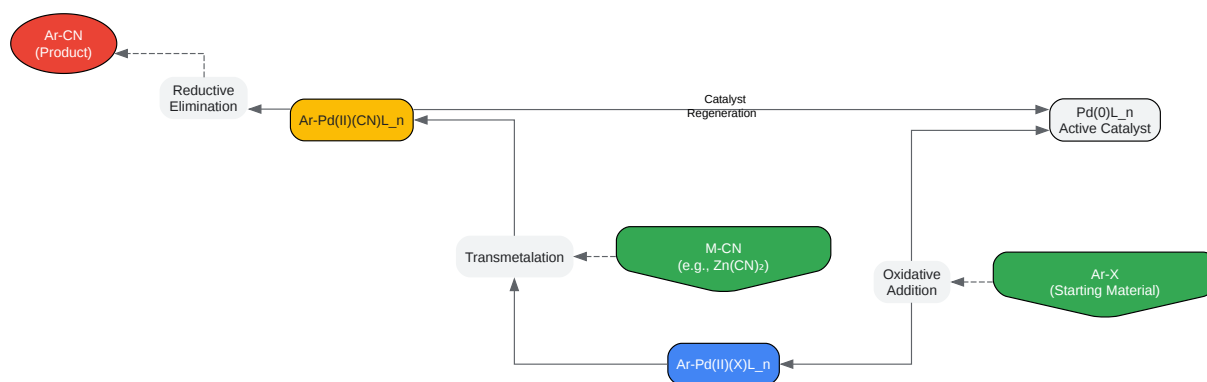 Ar-CN
(Product)
Reductive
Elimination
Ar-Pd(II)(CN)L_n
Catalyst
Regeneration
Pd(0)L_n
Active Catalyst
Transmetalation
M-CN
(e.g., Zn(CN)₂)
Oxidative
Addition
Ar-X
(Starting Material)
Ar-Pd(II)(X)L_n